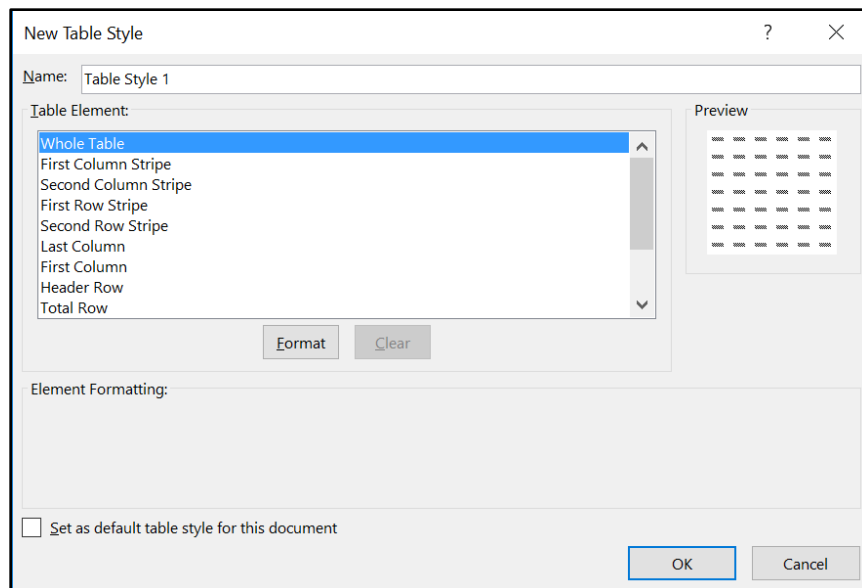 New Table Style ?
Name: Table Style 1
Table Element:
Whole Table
First Column Stripe
Second Column Stripe
First Row Stripe
Second Row Stripe
Last Column
First Column
Header Row
Total Row
Format Clear
Preview
Element Formatting:
Set as default table style for this document
OK Cancel